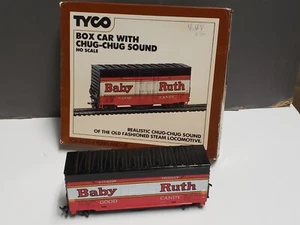 TYCO
BOX CAR WITH
CHUG-CHUG SOUND
HO SCALE
Baby Ruth
REALISTIC CHUG-CHUG SOUND
OF THE OLD FASHIONED STEAM LOCOMOTIVE.
Baby Ruth
GOOD CANDY